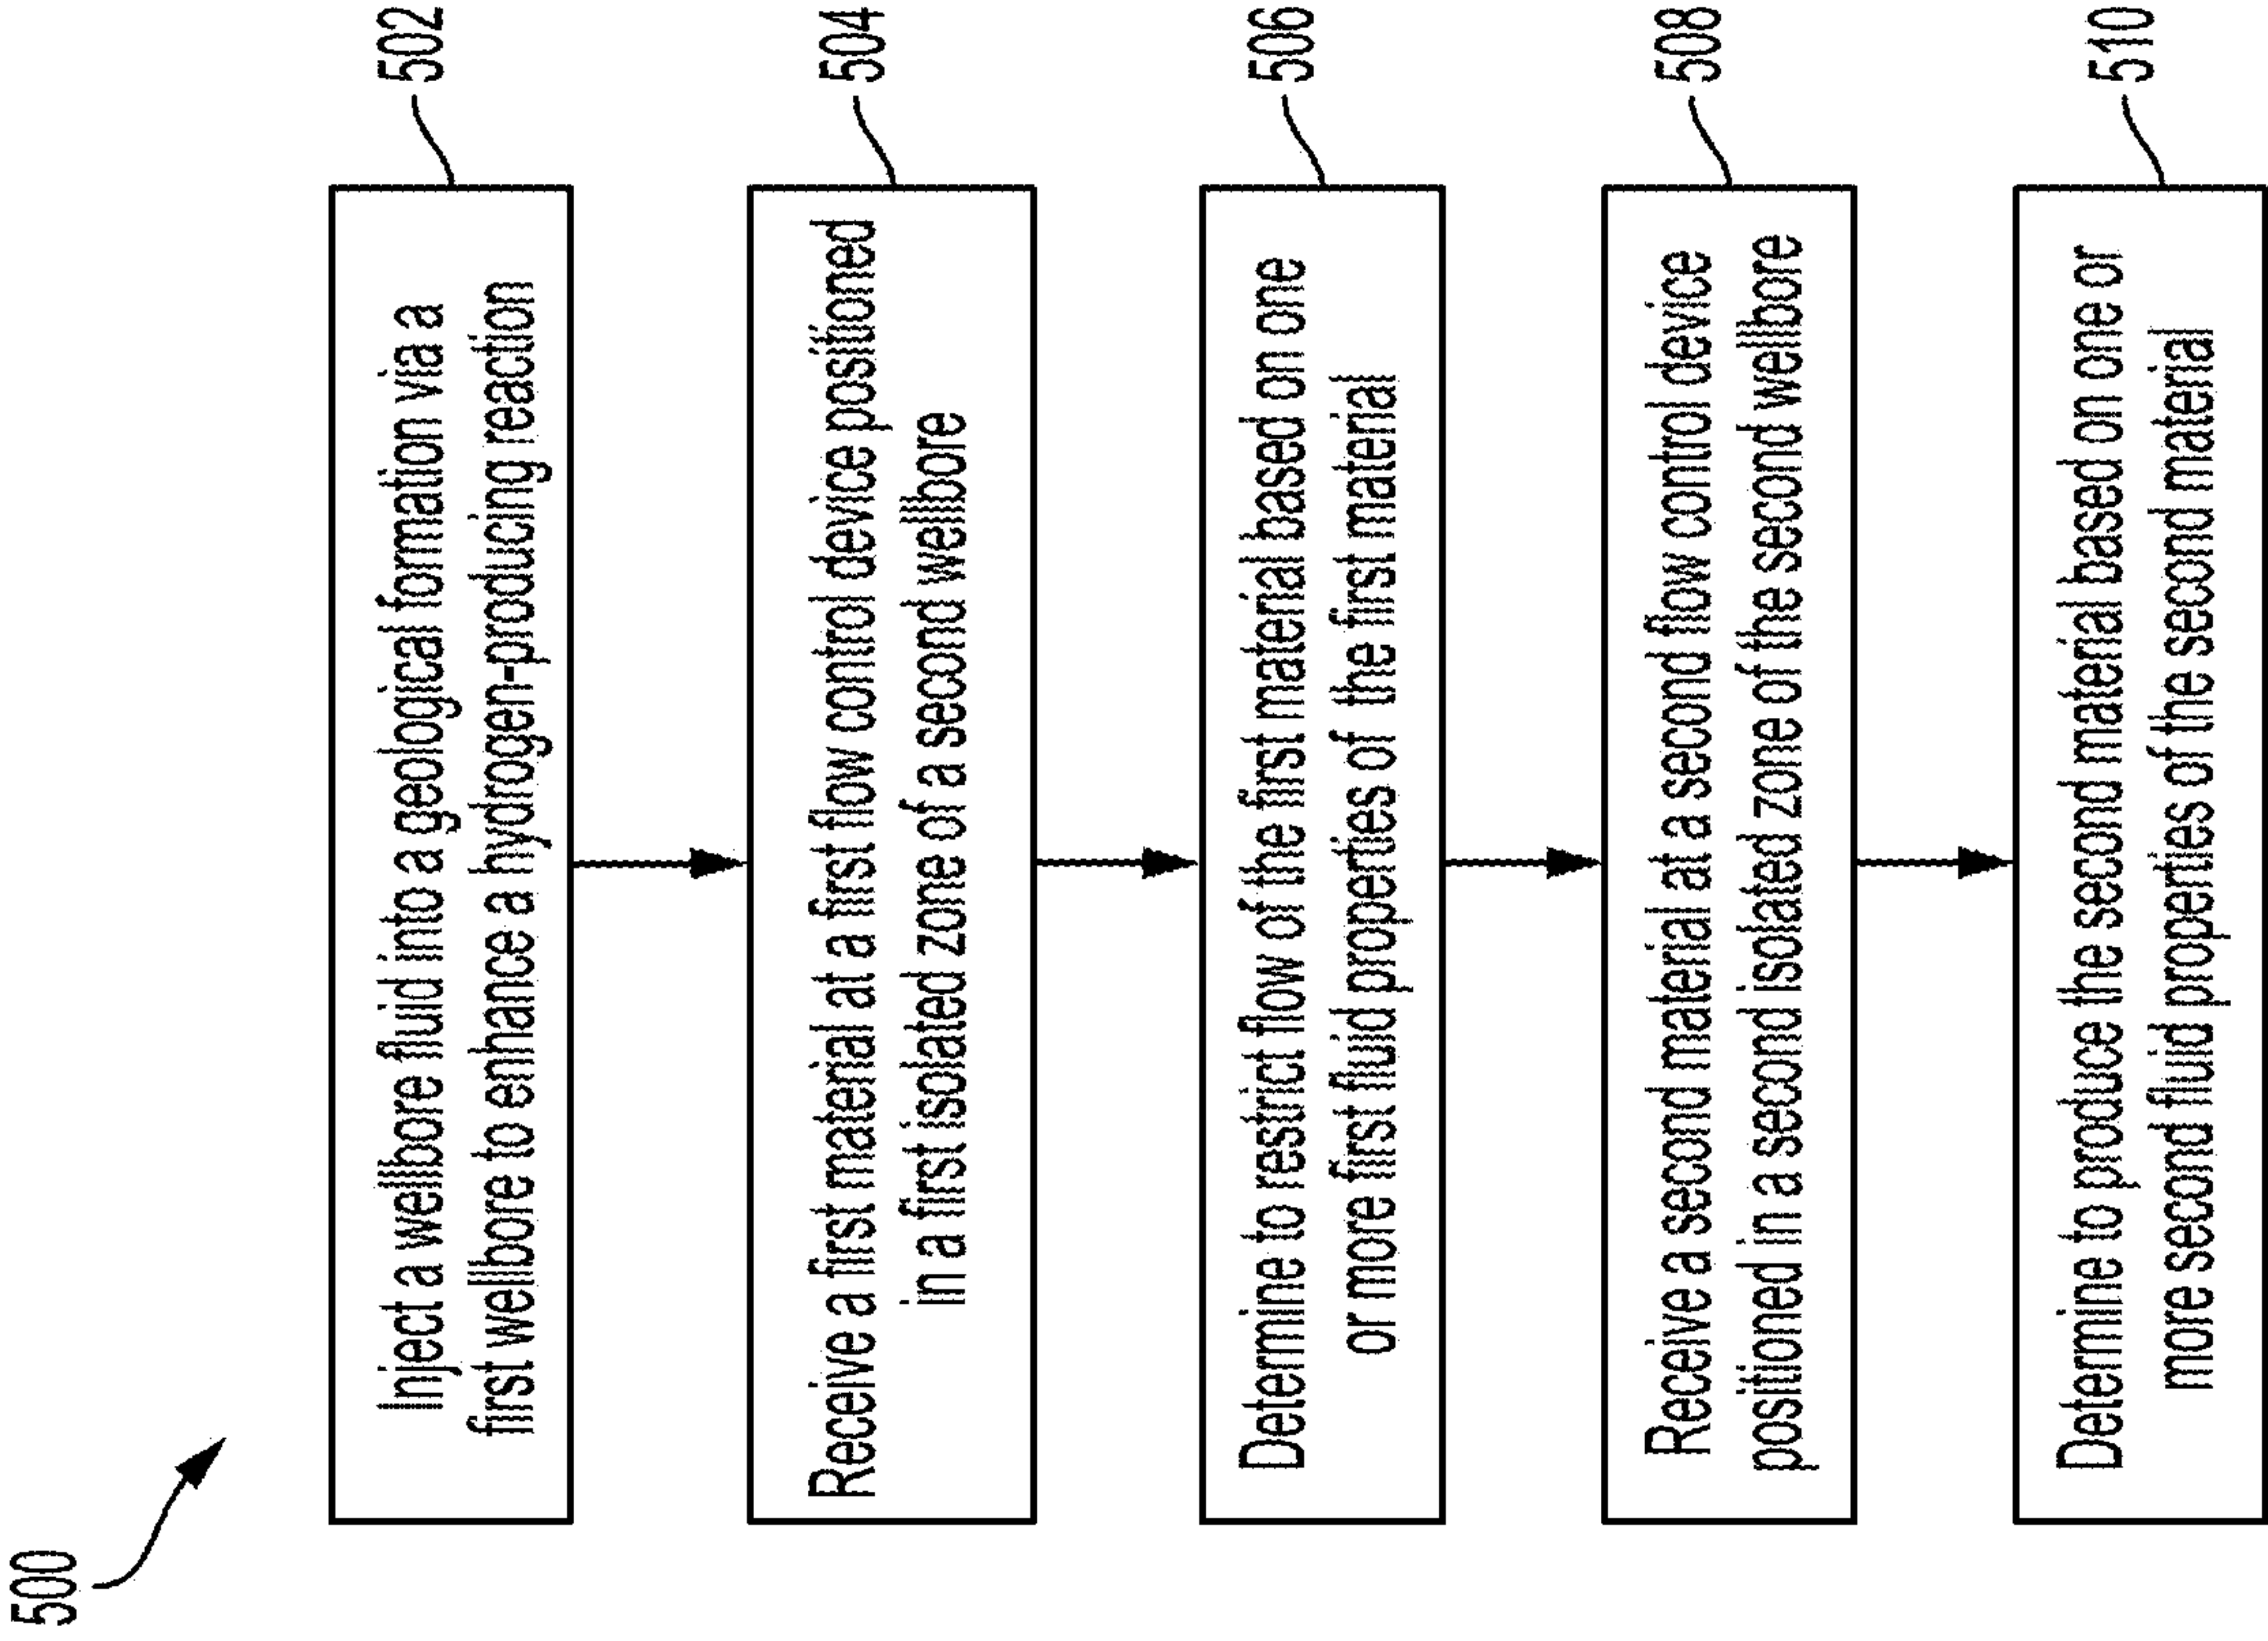 500
Inject a wellbore fluid into a geological formation via a
first wellbore to enhance a hydrogen-producing reaction
502
Receive a first material at a first flow control device positioned
in a first isolated zone of a second wellbore
504
Determine to restrict flow of the first material based on one
or more first fluid properties of the first material
506
Receive a second material at a second flow control device
positioned in a second isolated zone of the second wellbore
508
Determine to produce the second material based on one or
more second fluid properties of the second material
510